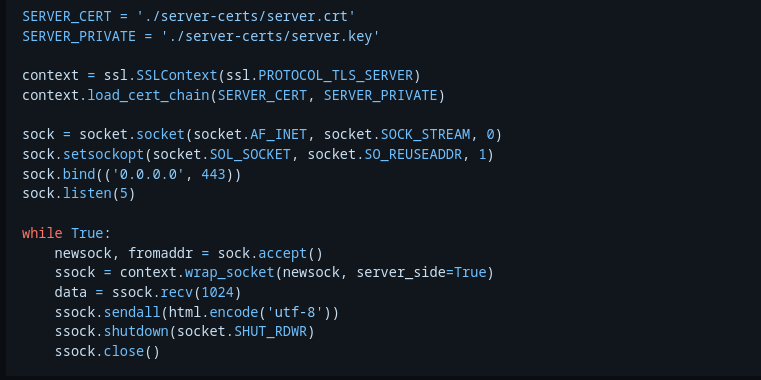 SERVER_CERT = './server-certs/server.crt'
SERVER_PRIVATE = './server-certs/server.key'
context = ssl.SSLContext(ssl.PROTOCOL_TLS_SERVER)
context.load_cert_chain(SERVER_CERT, SERVER_PRIVATE)
sock = socket.socket(socket.AF_INET, socket.SOCK_STREAM, 0)
sock.setsockopt(socket.SOL_SOCKET, socket.SO_REUSEADDR, 1)
sock.bind(('0.0.0.0', 443))
sock.listen(5)
while True:
    newsock, fromaddr = sock.accept()
    ssock = context.wrap_socket(newsock, server_side=True)
    data = ssock.recv(1024)
    ssock.sendall(html.encode('utf-8'))
    ssock.shutdown(socket.SHUT_RDWR)
    ssock.close()